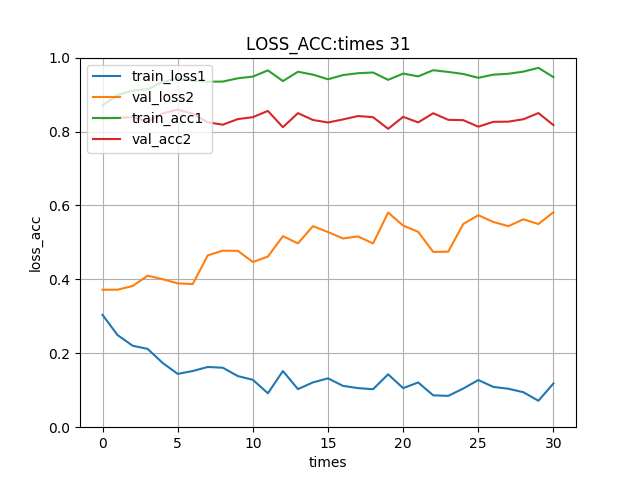 LOSS_ACC:times 31
train_loss1
val_loss2
train_acc1
val_acc2
1.0
0.8
0.6
0.4
0.2
0.0
loss_acc
0 5 10 15 20 25 30
times